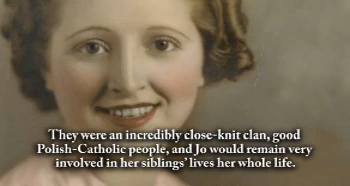 They were an incredibly close-knit clan, good
Polish-Catholic people, and Jo would remain very
involved in her siblings' lives her whole life.